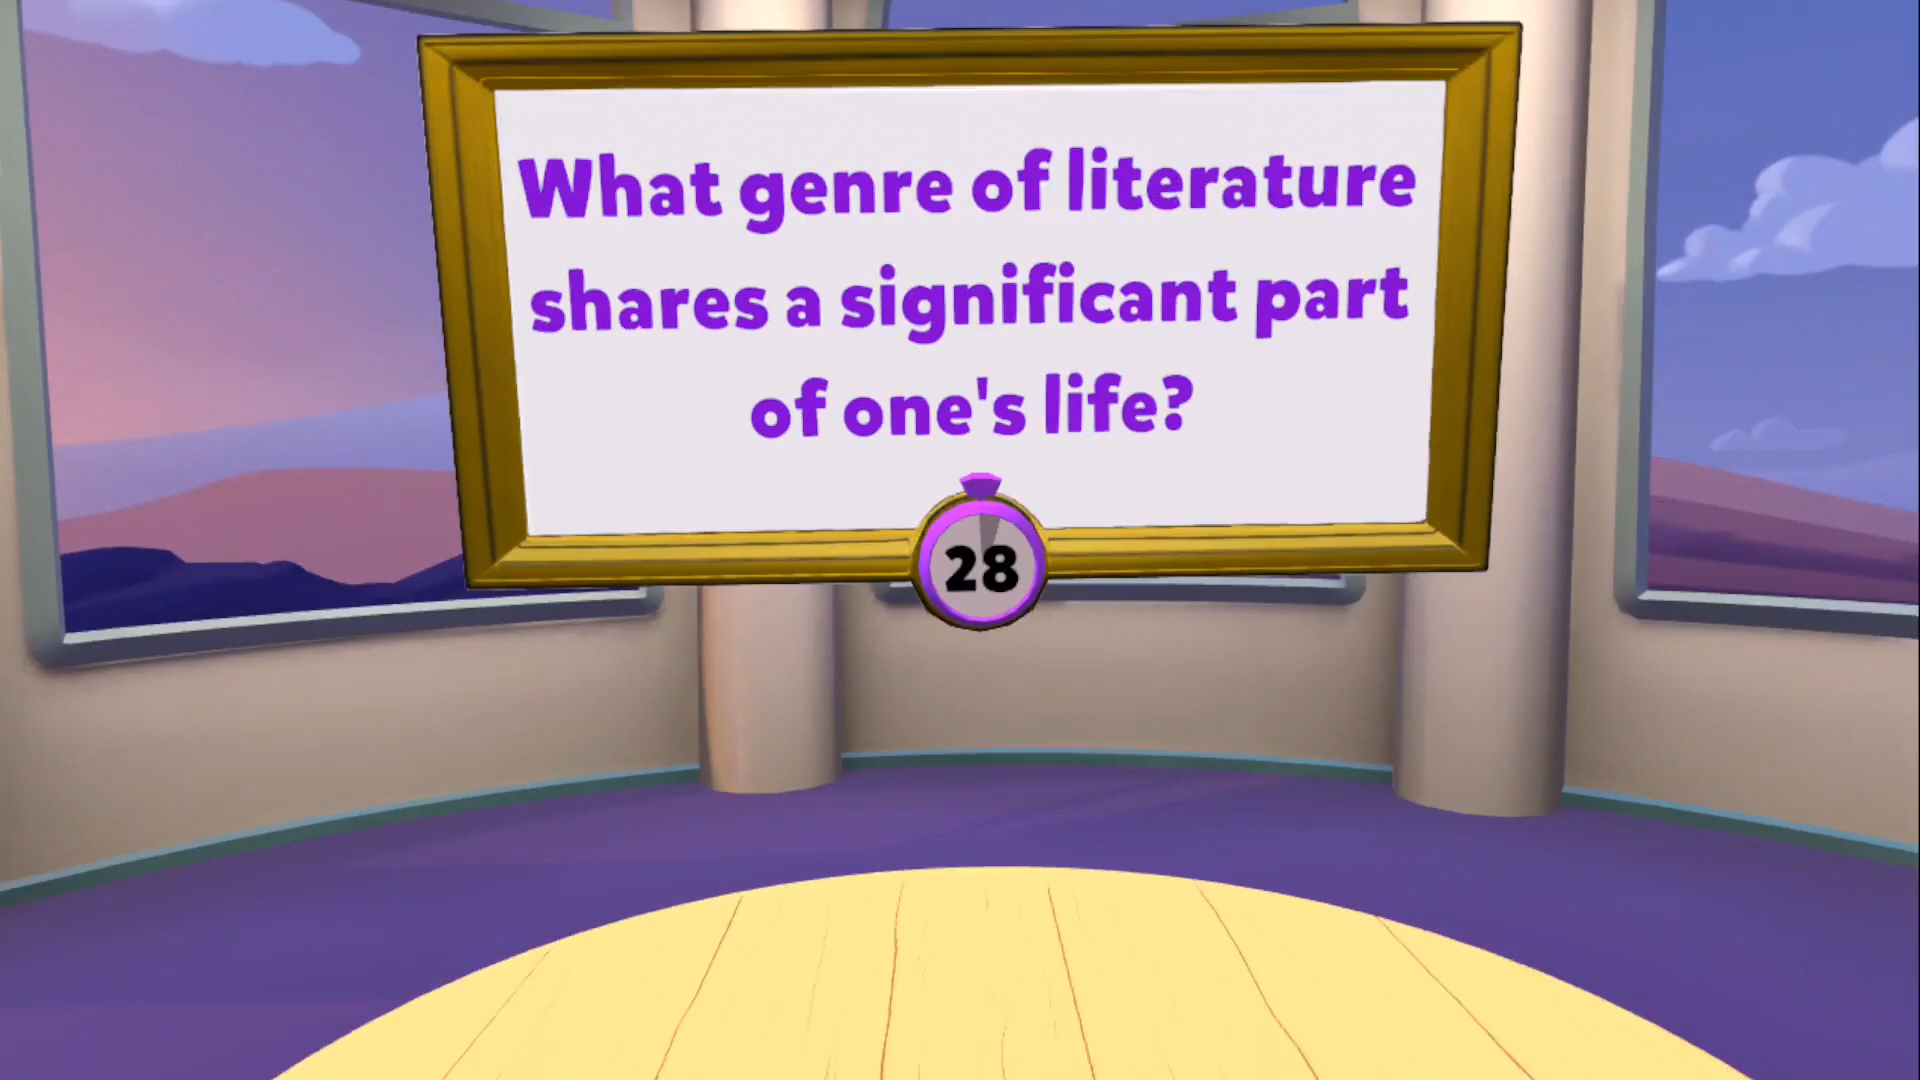 What genre of literature
shares a significant part
of one's life?
28